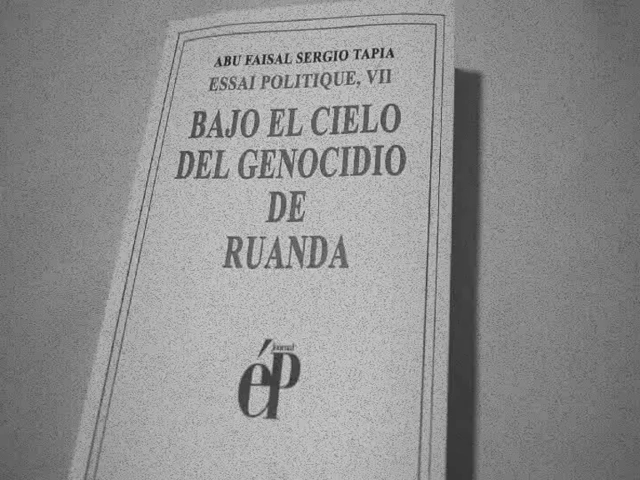 ABU FAISAL SERGIO TAPIA
ESSAI POLITIQUE, VII
BAJO EL CIELO
DEL GENOCIDIO
DE
RUANDA
éP